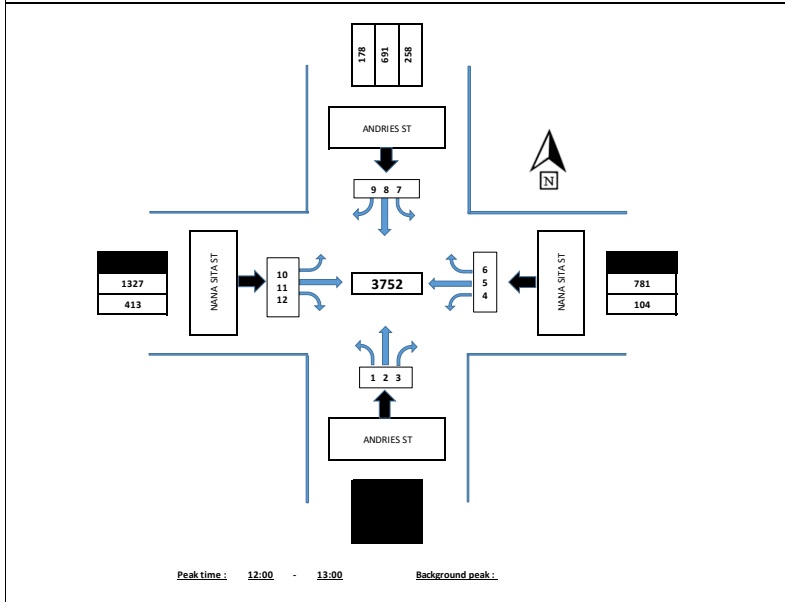 178 691 258
ANDRIES ST
9 8 7
N
NANA SITA ST
10
11
12
1327
413
3752
6
5
4
NANA SITA ST
781
104
1 2 3
ANDRIES ST
Peak time : 12:00 - 13:00 Background peak :